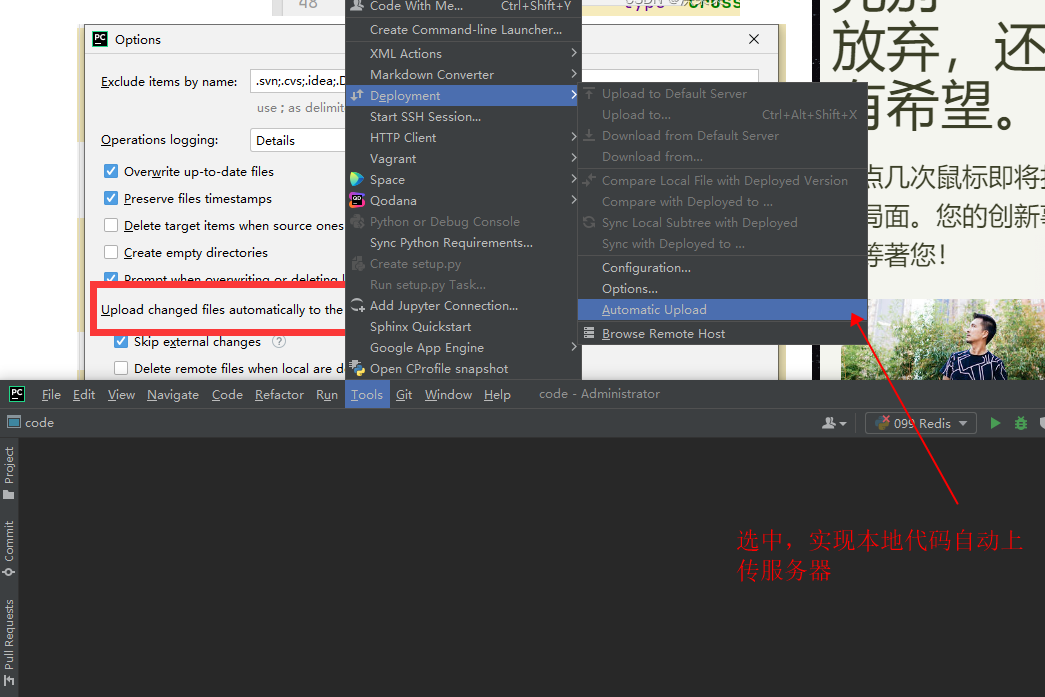 48
Code With Me... Ctrl+Shift+Y
Create Command-line Launcher...
XML Actions
Markdown Converter
Deployment
Start SSH Session...
HTTP Client
Vagrant
Space
Qodana
Python or Debug Console
Sync Python Requirements...
Create setup.py
Run setup.py Task...
Add Jupyter Connection...
Sphinx Quickstart
Google App Engine
Open CProfile snapshot
Options
Exclude items by name: .svn;.cvs;.idea;
use ; as delimit
Operations logging: Details
Overwrite up-to-date files
Preserve files timestamps
Delete target items when source ones
Create empty directories
Prompt when overwriting or deleting
Upload changed files automatically to the
Skip external changes ?
Delete remote files when local are d
Upload to Default Server
Upload to... Ctrl+Alt+Shift+X
Download from Default Server
Download from...
Compare Local File with Deployed Version
Compare with Deployed to ...
Sync Local Subtree with Deployed
Sync with Deployed to ...
Configuration...
Options...
Automatic Upload
Browse Remote Host
放弃，还
有希望。
点几次鼠标即将
局面。您的创新
等著您！
PC File Edit View Navigate Code Refactor Run Tools Git Window Help code - Administrator
code 099 Redis
Project
Commit
Pull Requests
选中，实现本地代码自动上
传服务器